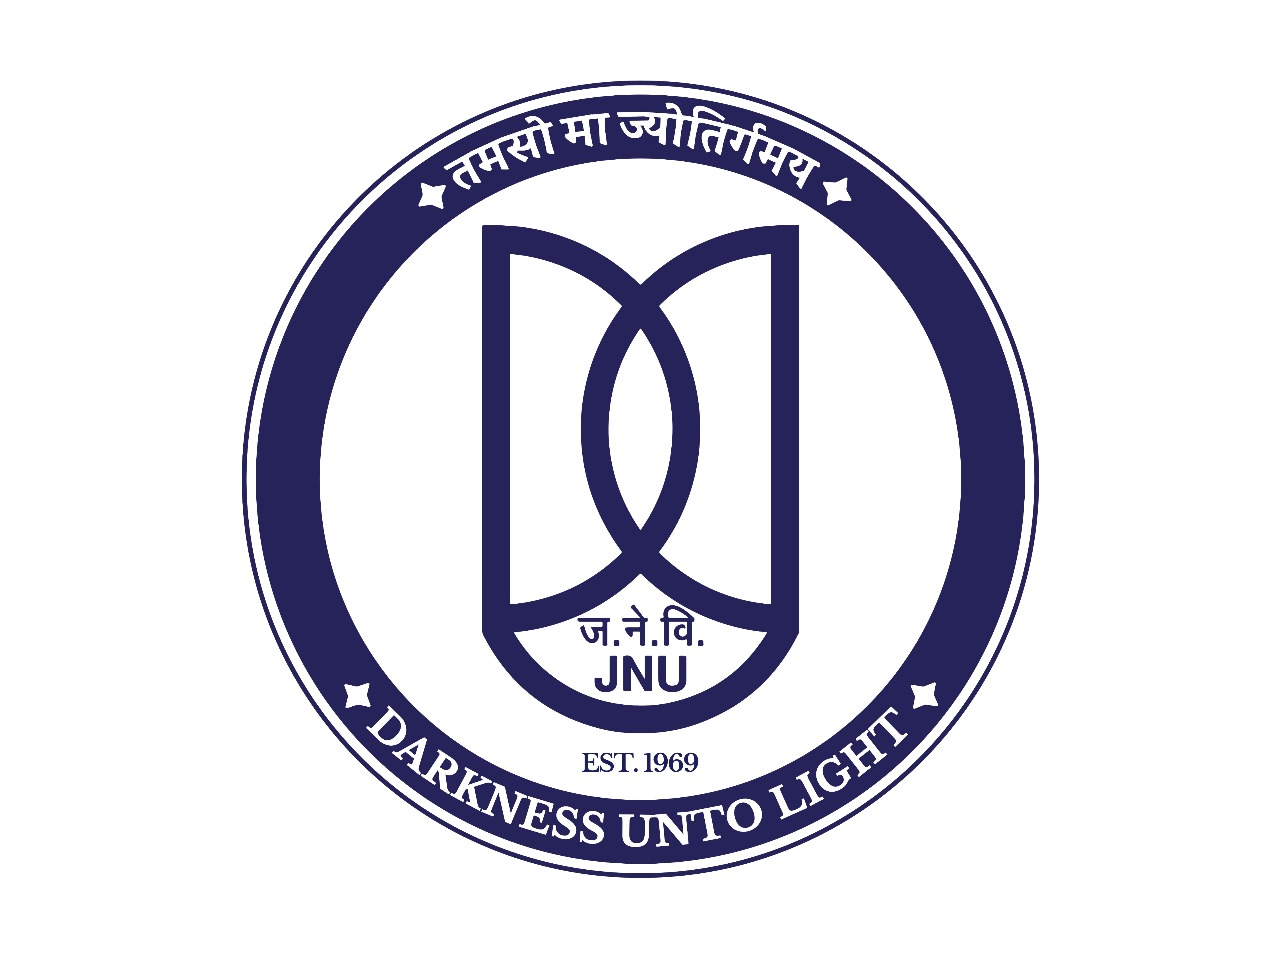 तमसो मा ज्योतिर्गमय
ज.ने.वि.
JNU
EST. 1969
DARKNESS UNTO LIGHT